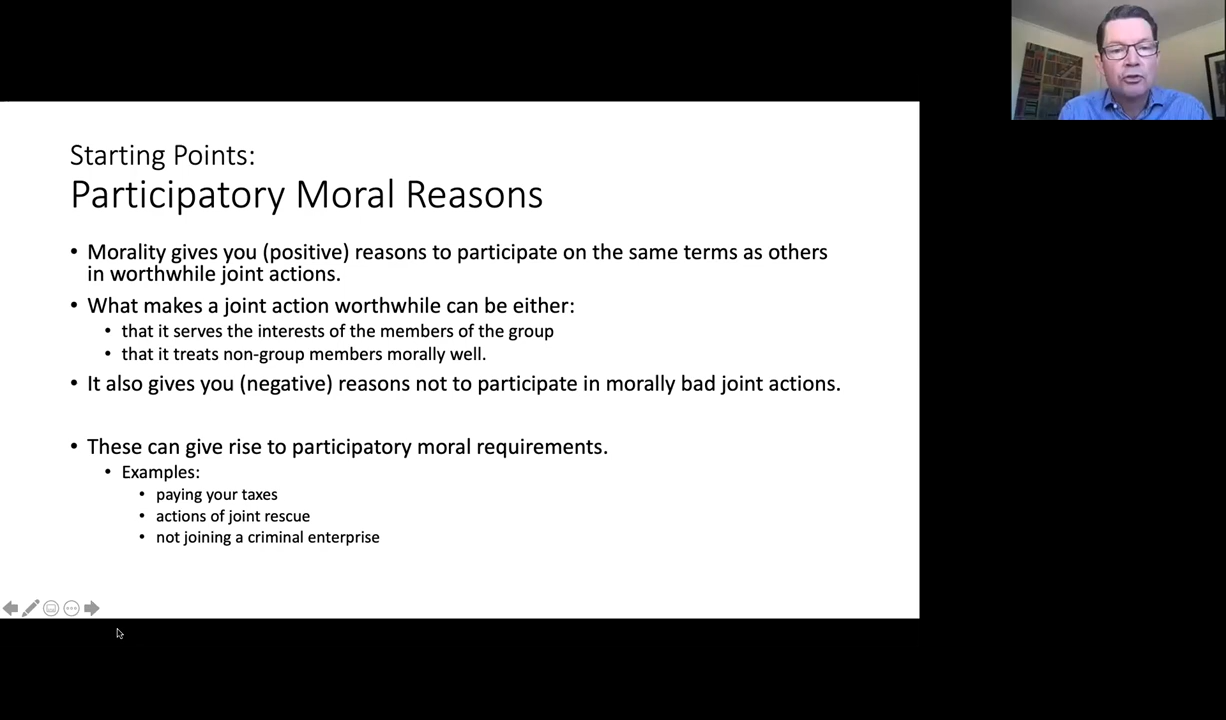 Starting Points:
Participatory Moral Reasons
• Morality gives you (positive) reasons to participate on the same terms as others
in worthwhile joint actions.
• What makes a joint action worthwhile can be either:
• that it serves the interests of the members of the group
• that it treats non-group members morally well.
• It also gives you (negative) reasons not to participate in morally bad joint actions.
• These can give rise to participatory moral requirements.
• Examples:
• paying your taxes
• actions of joint rescue
• not joining a criminal enterprise